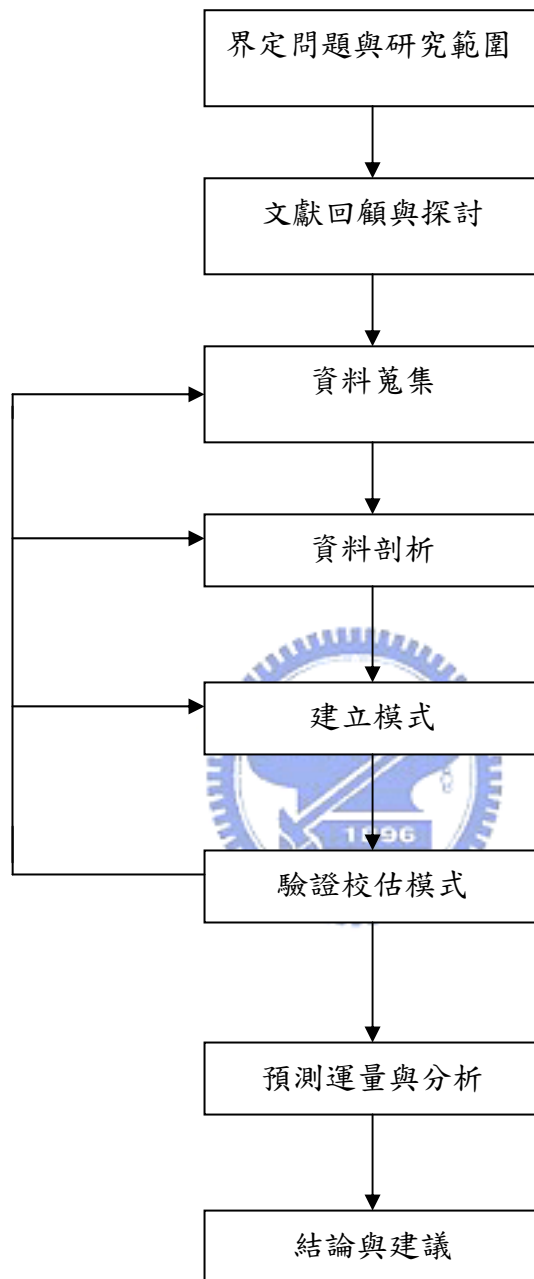 界定問題與研究範圍
文獻回顧與探討
資料蒐集
資料剖析
建立模式
1896
驗證校估模式
預測運量與分析
結論與建議